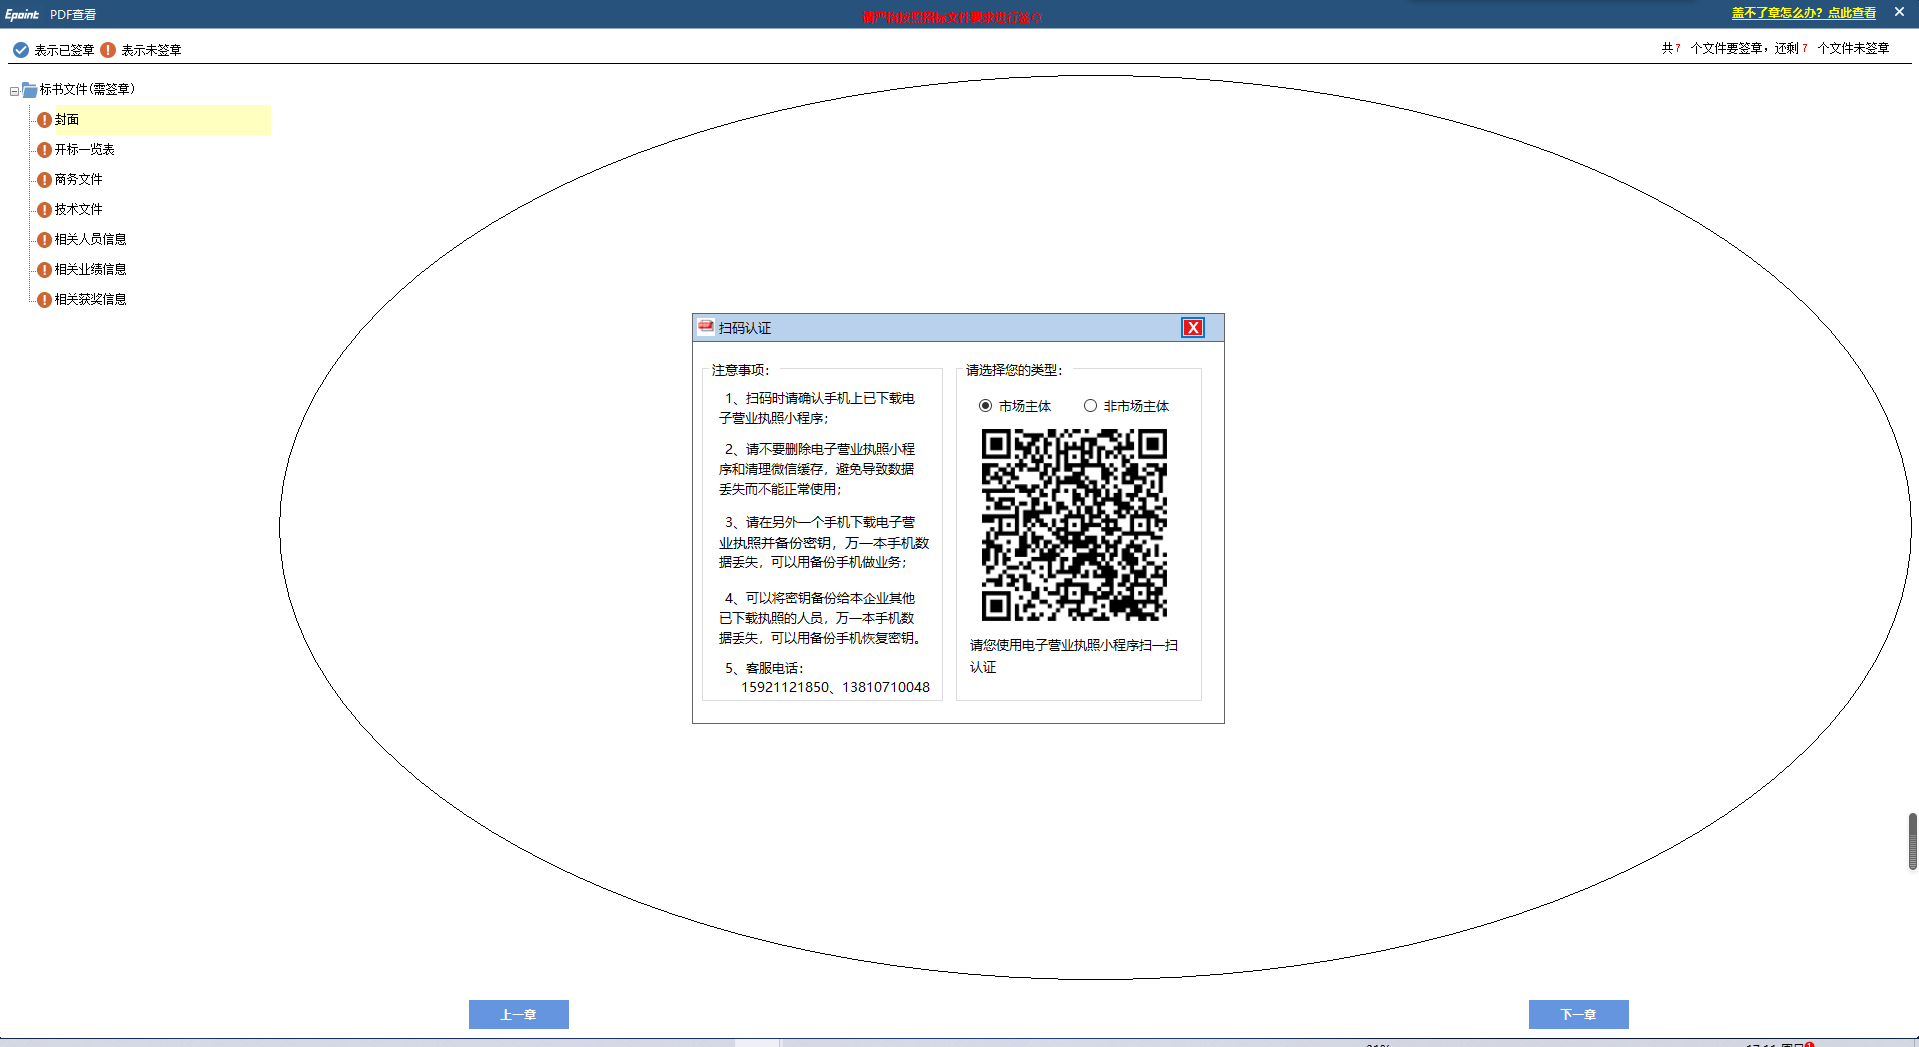 Epoint PDF查看
请严格按照招标文件要求进行签章
盖不了章怎么办？点此查看
表示已签章 表示未签章
共7 个文件要签章，还剩7 个文件未签章
标书文件(需签章)
封面
开标一览表
商务文件
技术文件
相关人员信息
相关业绩信息
相关获奖信息
扫码认证
X
注意事项：
1、扫码时请确认手机上已下载电
子营业执照小程序；
2、请不要删除电子营业执照小程
序和清理微信缓存，避免导致数据
丢失而不能正常使用；
3、请在另外一个手机下载电子营
业执照并备份密钥，万一本手机数
据丢失，可以用备份手机做业务；
4、可以将密钥备份给本企业其他
已下载执照的人员，万一本手机数
据丢失，可以用备份手机恢复密钥。
5、客服电话：
15921121850、13810710048
请选择您的类型：
市场主体 非市场主体
请您使用电子营业执照小程序扫一扫
认证
上一章
下一章